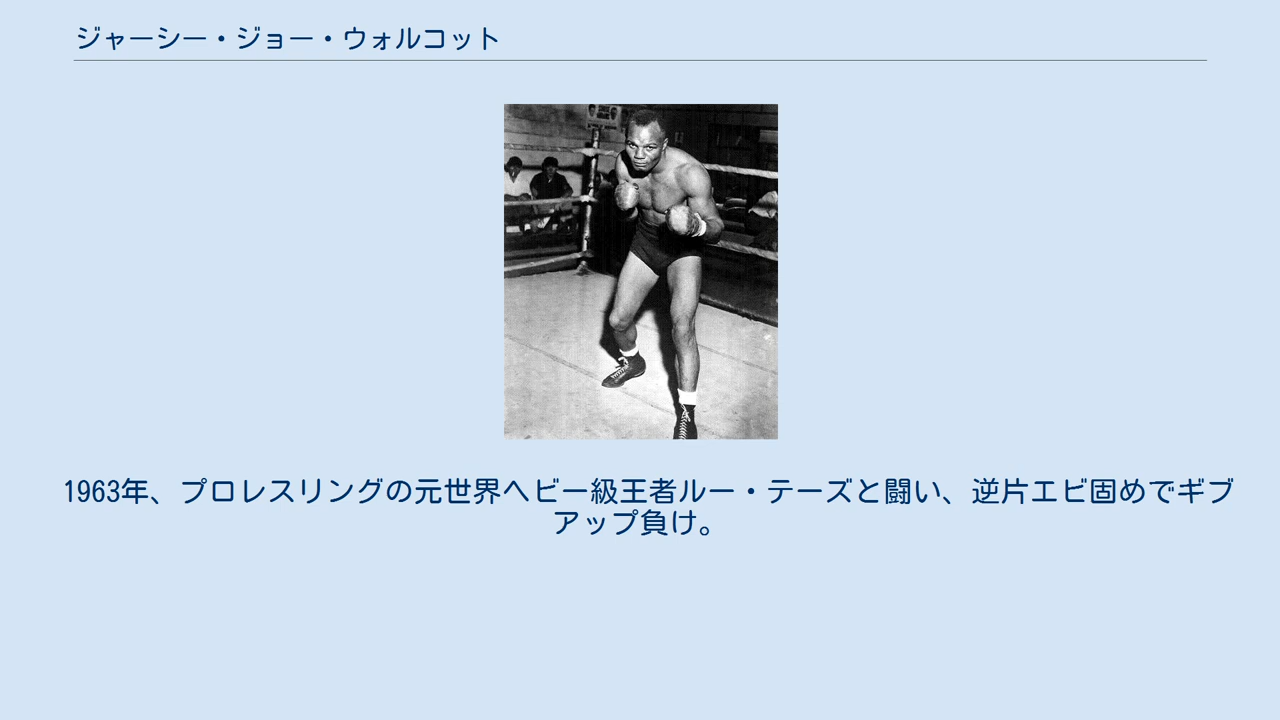 ジャーシー・ジョー・ウォルコット
1963年、プロレスリングの元世界ヘビー級王者ルー・テーズと闘い、逆片エビ固めでギブ
アップ負け。